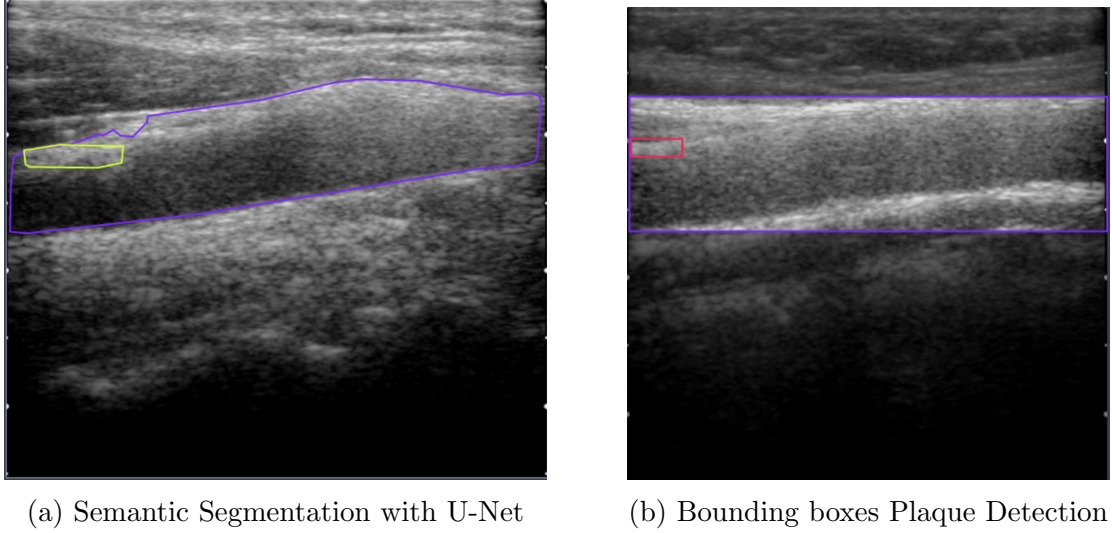 (a) Semantic Segmentation with U-Net
(b) Bounding boxes Plaque Detection